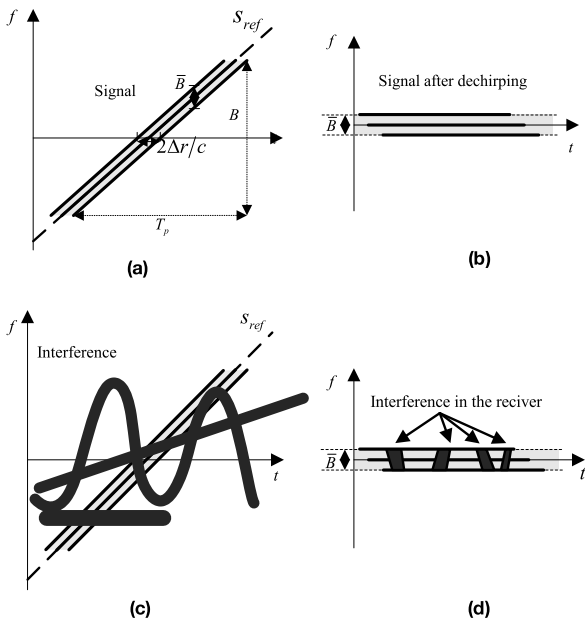 f
S_ref
Signal
B̅
B
2Δr/c
T_p
(a)
f
Signal after dechirping
B̅
t
(b)
f
S_ref
Interference
t
(c)
f
Interference in the reciver
B̅
t
(d)